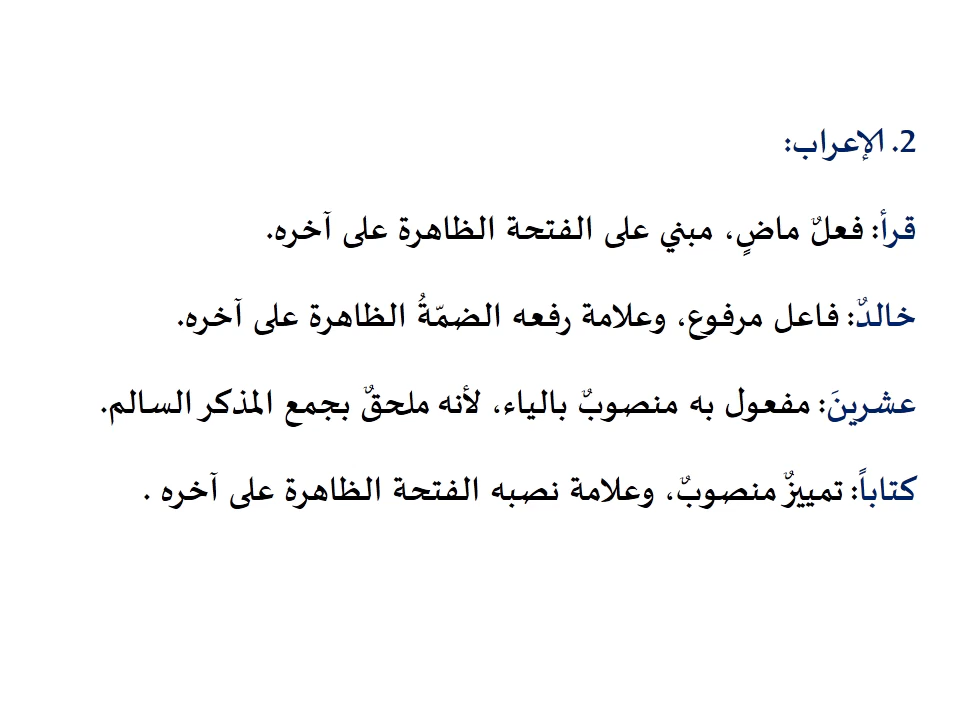 2. الإعراب:
قرأ: فعلٌ ماضٍ، مبني على الفتحة الظاهرة على آخره.
خالدٌ: فاعل مرفوع، وعلامة رفعه الضمّةُ الظاهرة على آخره.
عشرينَ: مفعول به منصوبٌ بالياء، لأنه ملحقٌ بجمع المذكر السالم.
كتاباً: تمييزٌ منصوبٌ، وعلامة نصبه الفتحة الظاهرة على آخره .